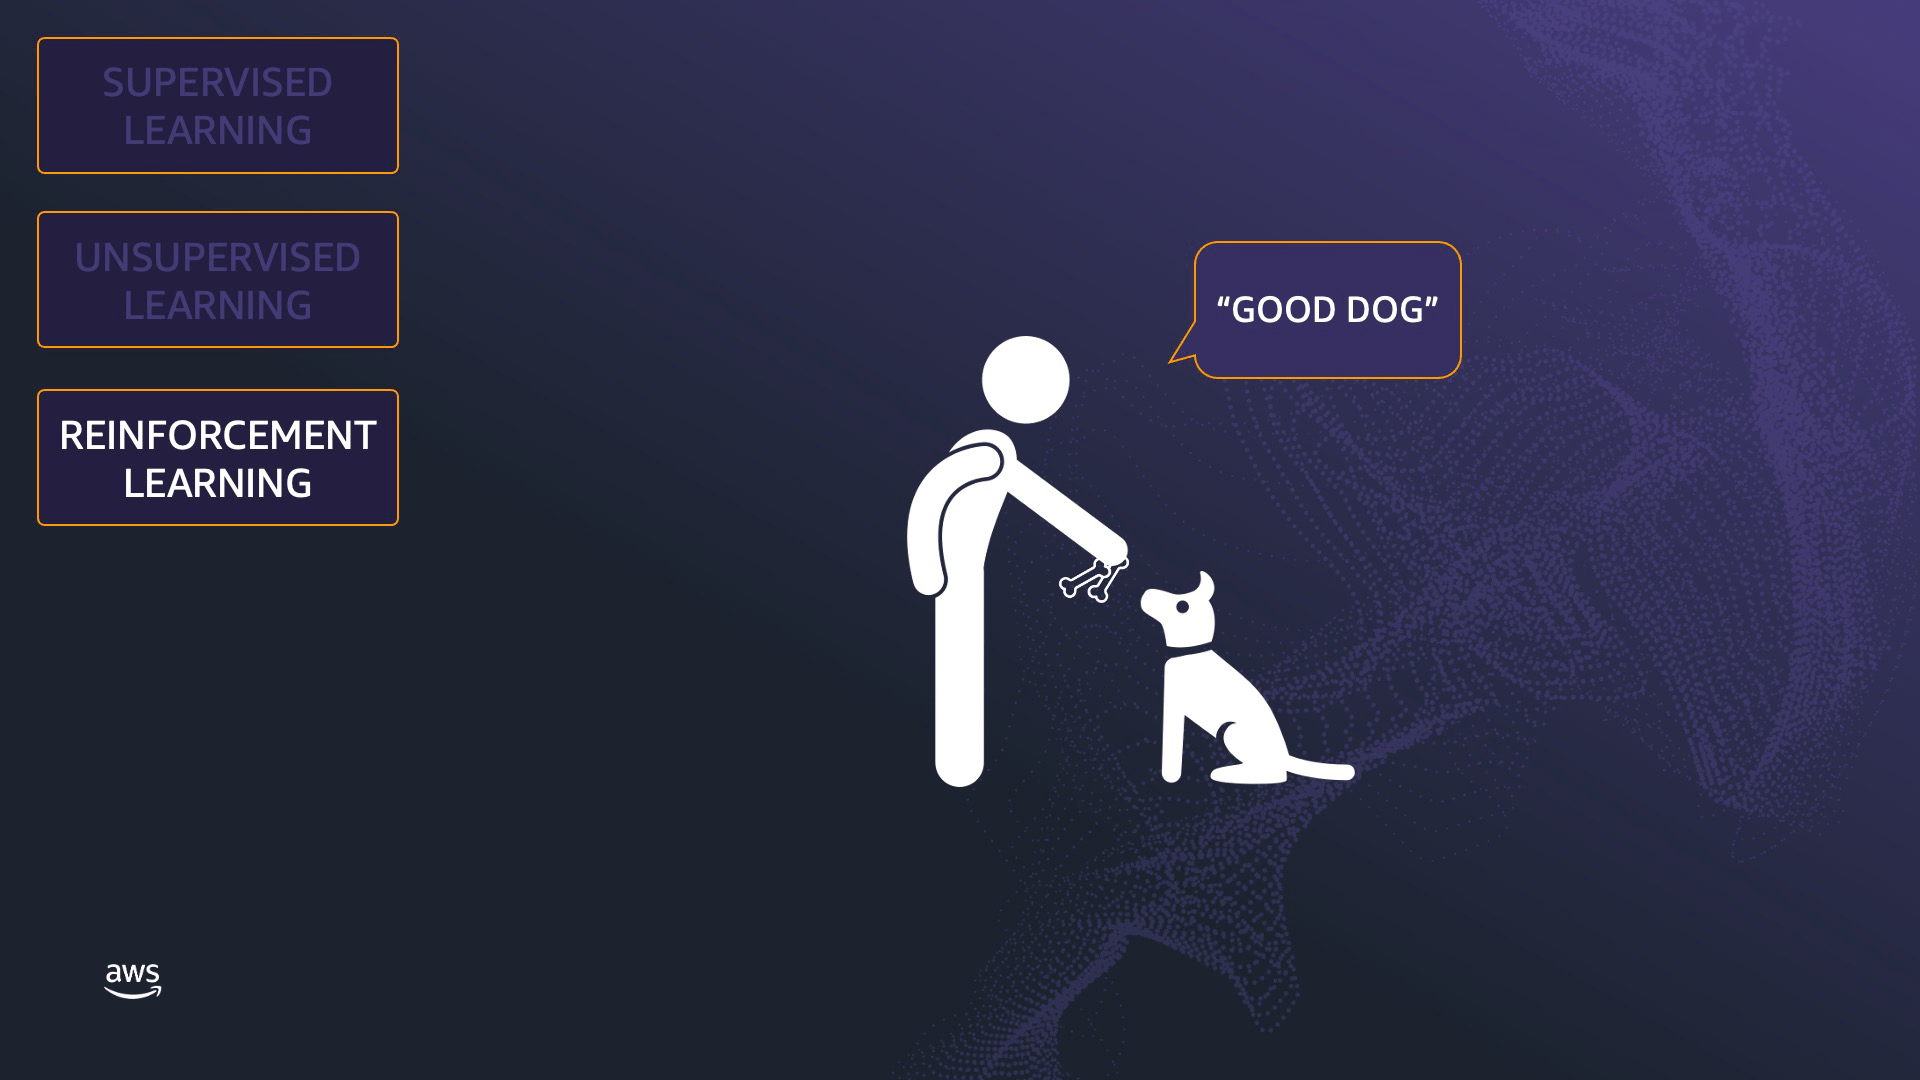 SUPERVISED
LEARNING
UNSUPERVISED
LEARNING
REINFORCEMENT
LEARNING
“GOOD DOG”
aws